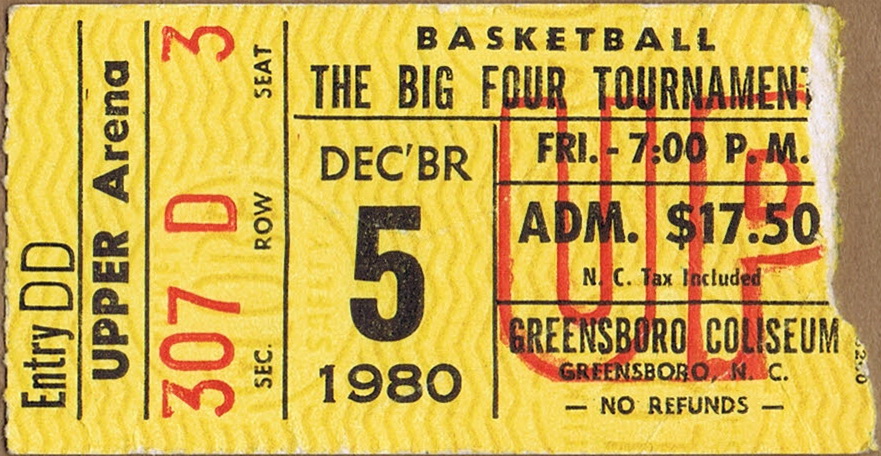 Entry DD
UPPER Arena
307 D 3
SEC. ROW SEAT
BASKETBALL
THE BIG FOUR TOURNAMENT
DEC'BR
5
1980
FRI. - 7:00 P. M.
ADM. $17.50
N. C. Tax Included
GREENSBORO COLISEUM
GREENSBORO, N. C.
— NO REFUNDS —